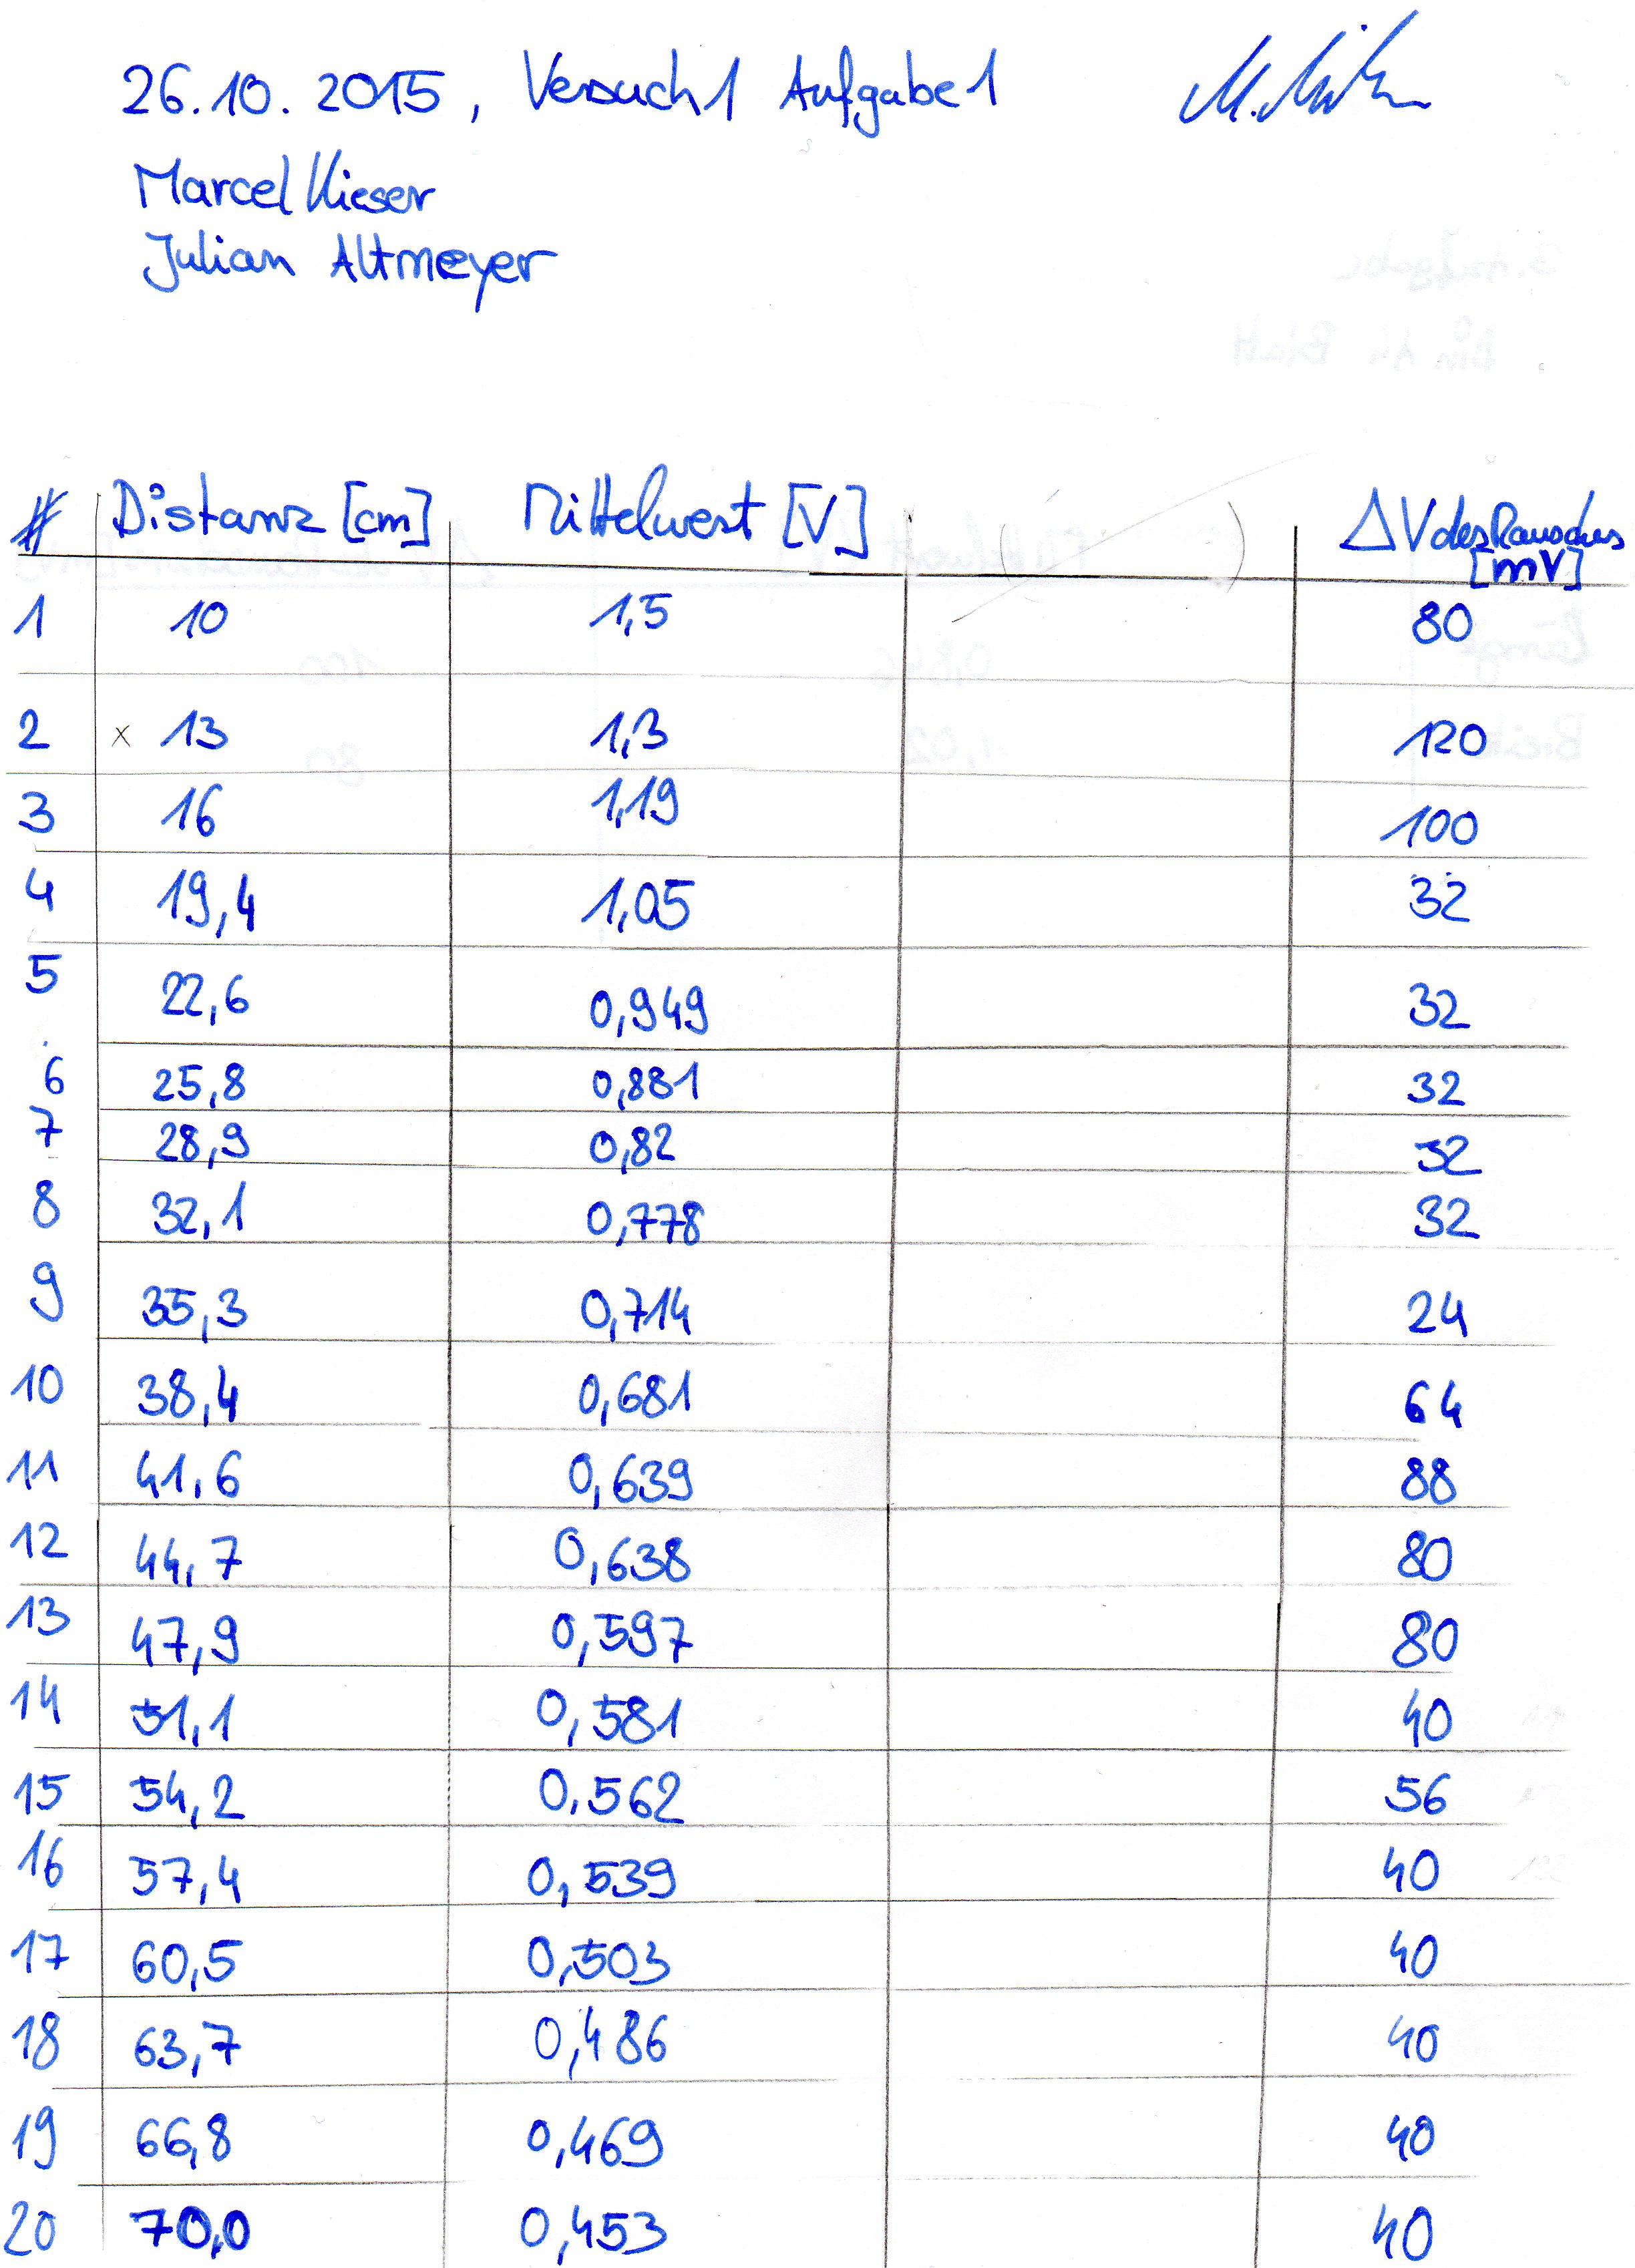 26.10.2015, Versuch1 Aufgabe1
Marcel Kieser
Julian Altmeyer
# Distanz [cm] Mittelwert [V] ΔV des Rausches [mV]
1 10 1,5 80
2 x 13 1,3 120
3 16 1,19 100
4 19,4 1,05 32
5 22,6 0,949 32
6 25,8 0,881 32
7 28,9 0,82 32
8 32,1 0,778 32
9 35,3 0,714 24
10 38,4 0,681 64
11 41,6 0,639 88
12 44,7 0,638 80
13 47,9 0,597 80
14 51,1 0,581 40
15 54,2 0,562 56
16 57,4 0,539 40
17 60,5 0,503 40
18 63,7 0,486 40
19 66,8 0,469 40
20 70,0 0,453 40